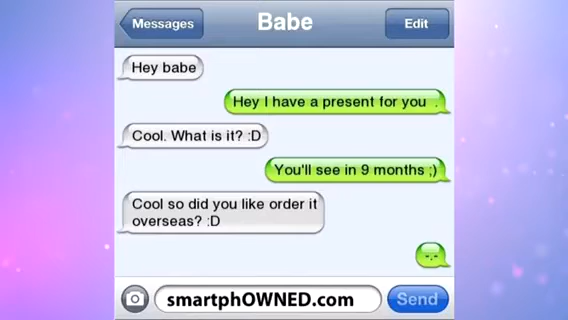 Messages
Babe
Edit
Hey babe
Hey I have a present for you .
Cool. What is it? :D
You'll see in 9 months ;)
Cool so did you like order it
overseas? :D
-.-
smartphOWNED.com
Send